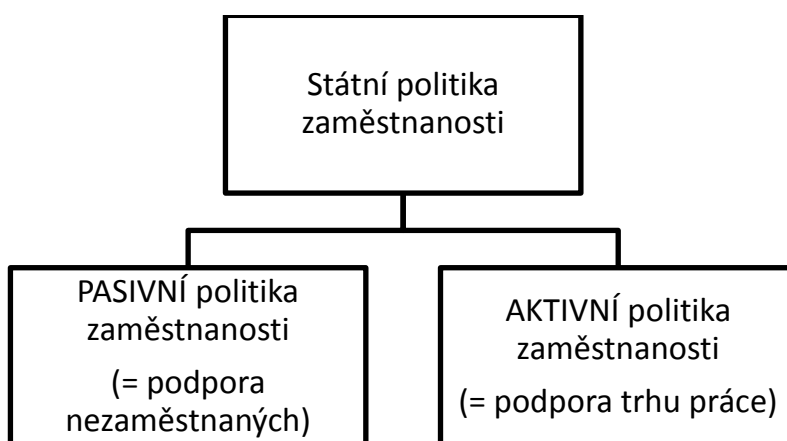 Státní politika
zaměstnanosti
PASIVNÍ politika
zaměstnanosti
(= podpora
nezaměstnaných)
AKTIVNÍ politika
zaměstnanosti
(= podpora trhu práce)